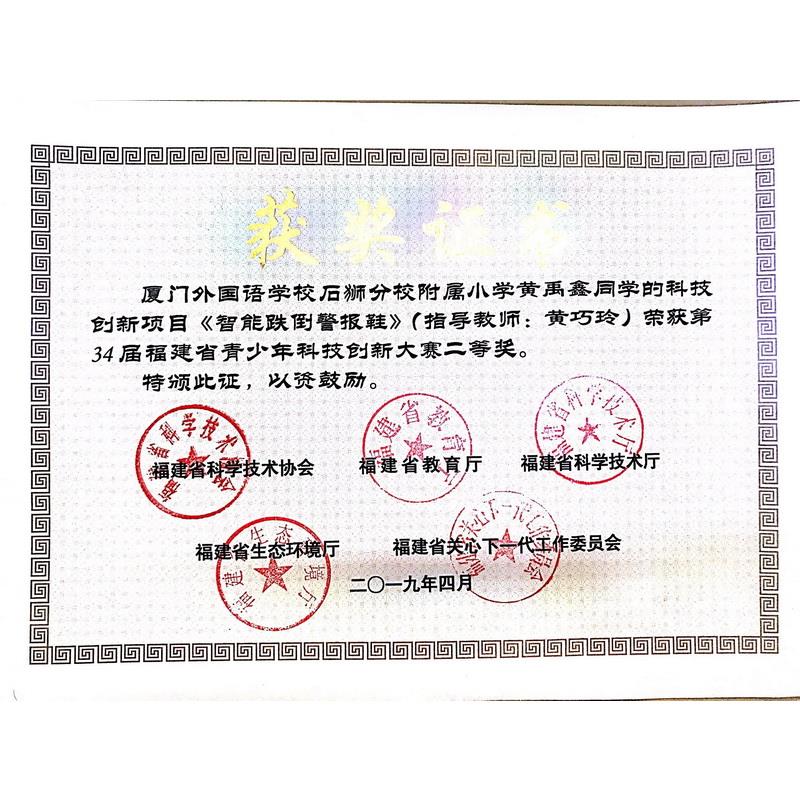 获奖证书
厦门外国语学校石狮分校附属小学黄禹鑫同学的科技
创新项目《智能跌倒警报鞋》(指导教师：黄巧玲)荣获第
34届福建省青少年科技创新大赛二等奖。
特颁此证，以资鼓励。
福建省科学技术协会
福建省教育厅
福建省科学技术厅
福建省生态环境厅
福建省关心下一代工作委员会
二〇一九年四月